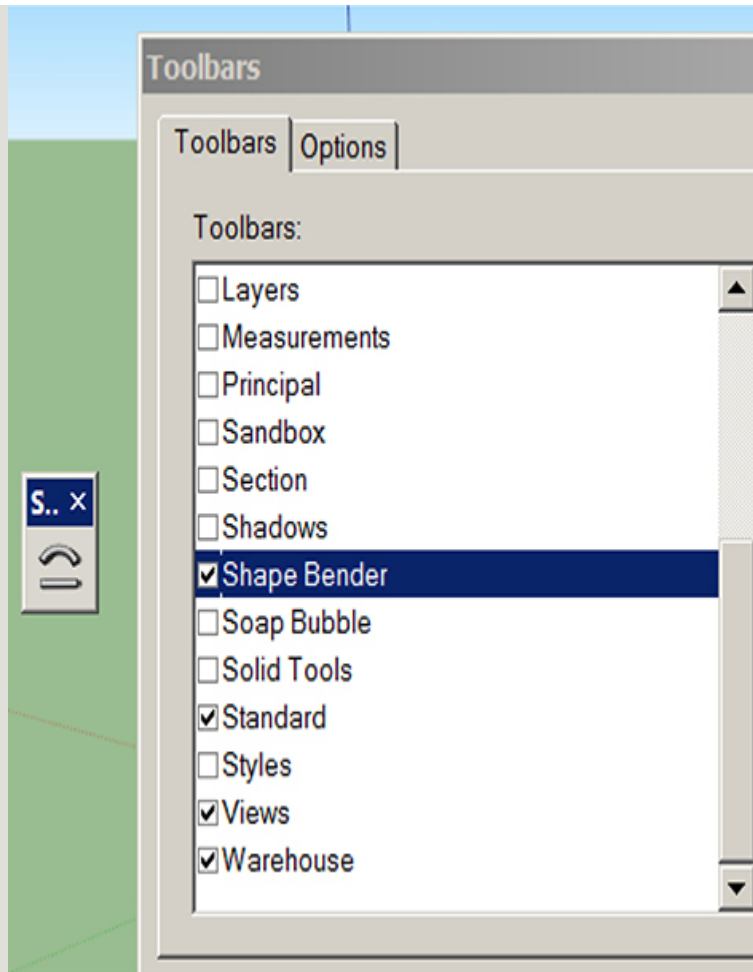 Toolbars
Toolbars Options
Toolbars:
Layers
Measurements
Principal
Sandbox
Section
S..
Shadows
Shape Bender
Soap Bubble
Solid Tools
Standard
Styles
Views
Warehouse